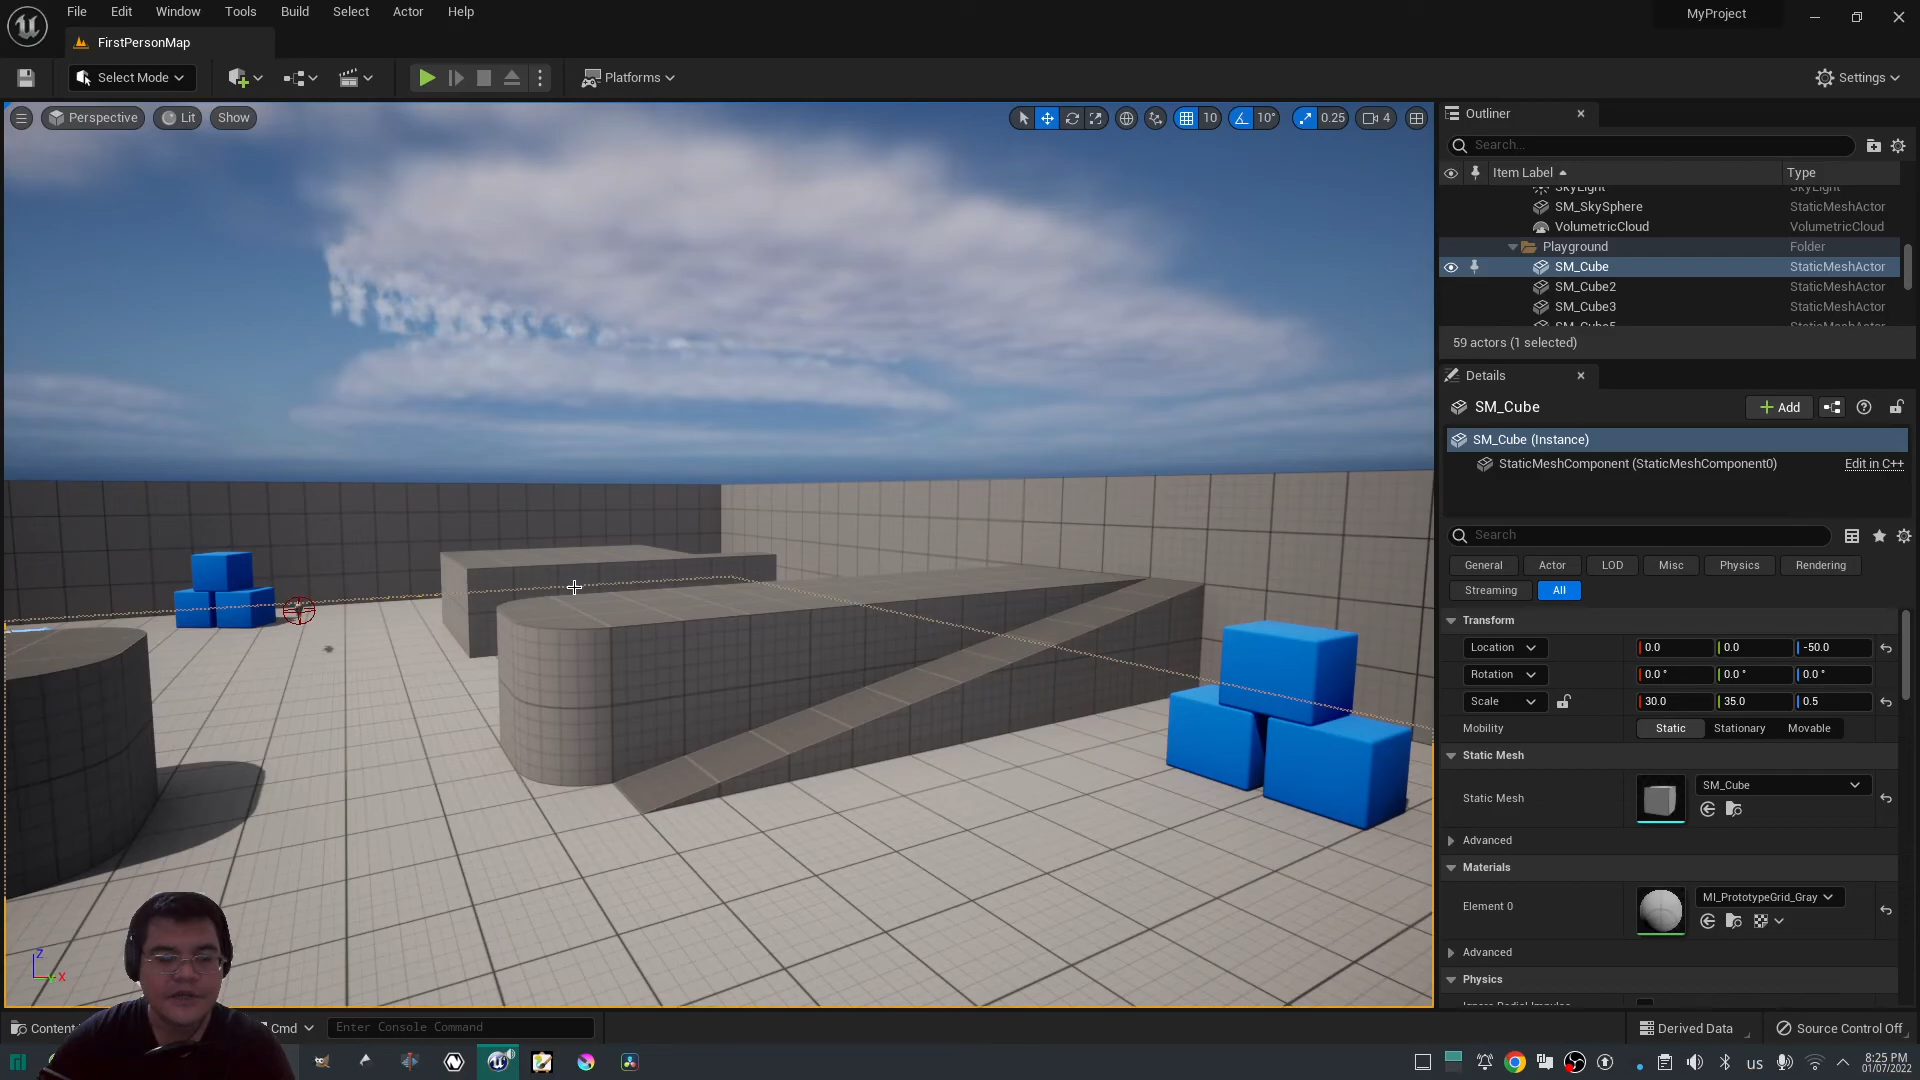 File Edit Window Tools Build Select Actor Help
MyProject
FirstPersonMap
Select Mode
Platforms
Settings
Perspective Lit Show
10 10° 0.25 4
Outliner
Search...
Item Label Type
SkyLight SkyLight
SM_SkySphere StaticMeshActor
VolumetricCloud VolumetricCloud
Playground Folder
SM_Cube StaticMeshActor
SM_Cube2 StaticMeshActor
SM_Cube3 StaticMeshActor
SM_Cube5 StaticMeshActor
59 actors (1 selected)
Details
SM_Cube
Add
SM_Cube (Instance)
StaticMeshComponent (StaticMeshComponent0) Edit in C++
Search
General Actor LOD Misc Physics Rendering
Streaming All
Transform
Location 0.0 0.0 -50.0
Rotation 0.0 ° 0.0 ° 0.0 °
Scale 30.0 35.0 0.5
Mobility Static Stationary Movable
Static Mesh
Static Mesh SM_Cube
Advanced
Materials
Element 0 MI_PrototypeGrid_Gray
Advanced
Physics
Z
Y X
Content Cmd Enter Console Command
Derived Data Source Control Off
us
8:25 PM
01/07/2022